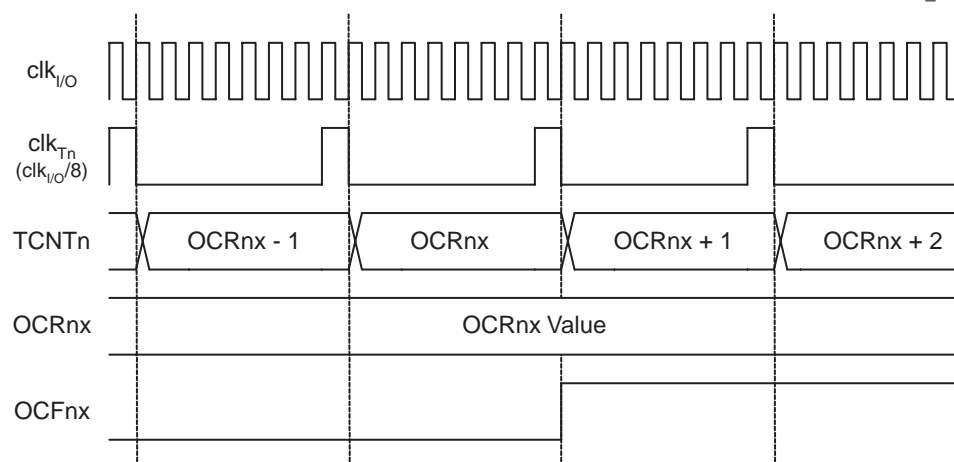 clkI/O
clkTn
(clkI/O/8)
TCNTn OCRnx - 1 OCRnx OCRnx + 1 OCRnx + 2
OCRnx OCRnx Value
OCFnx